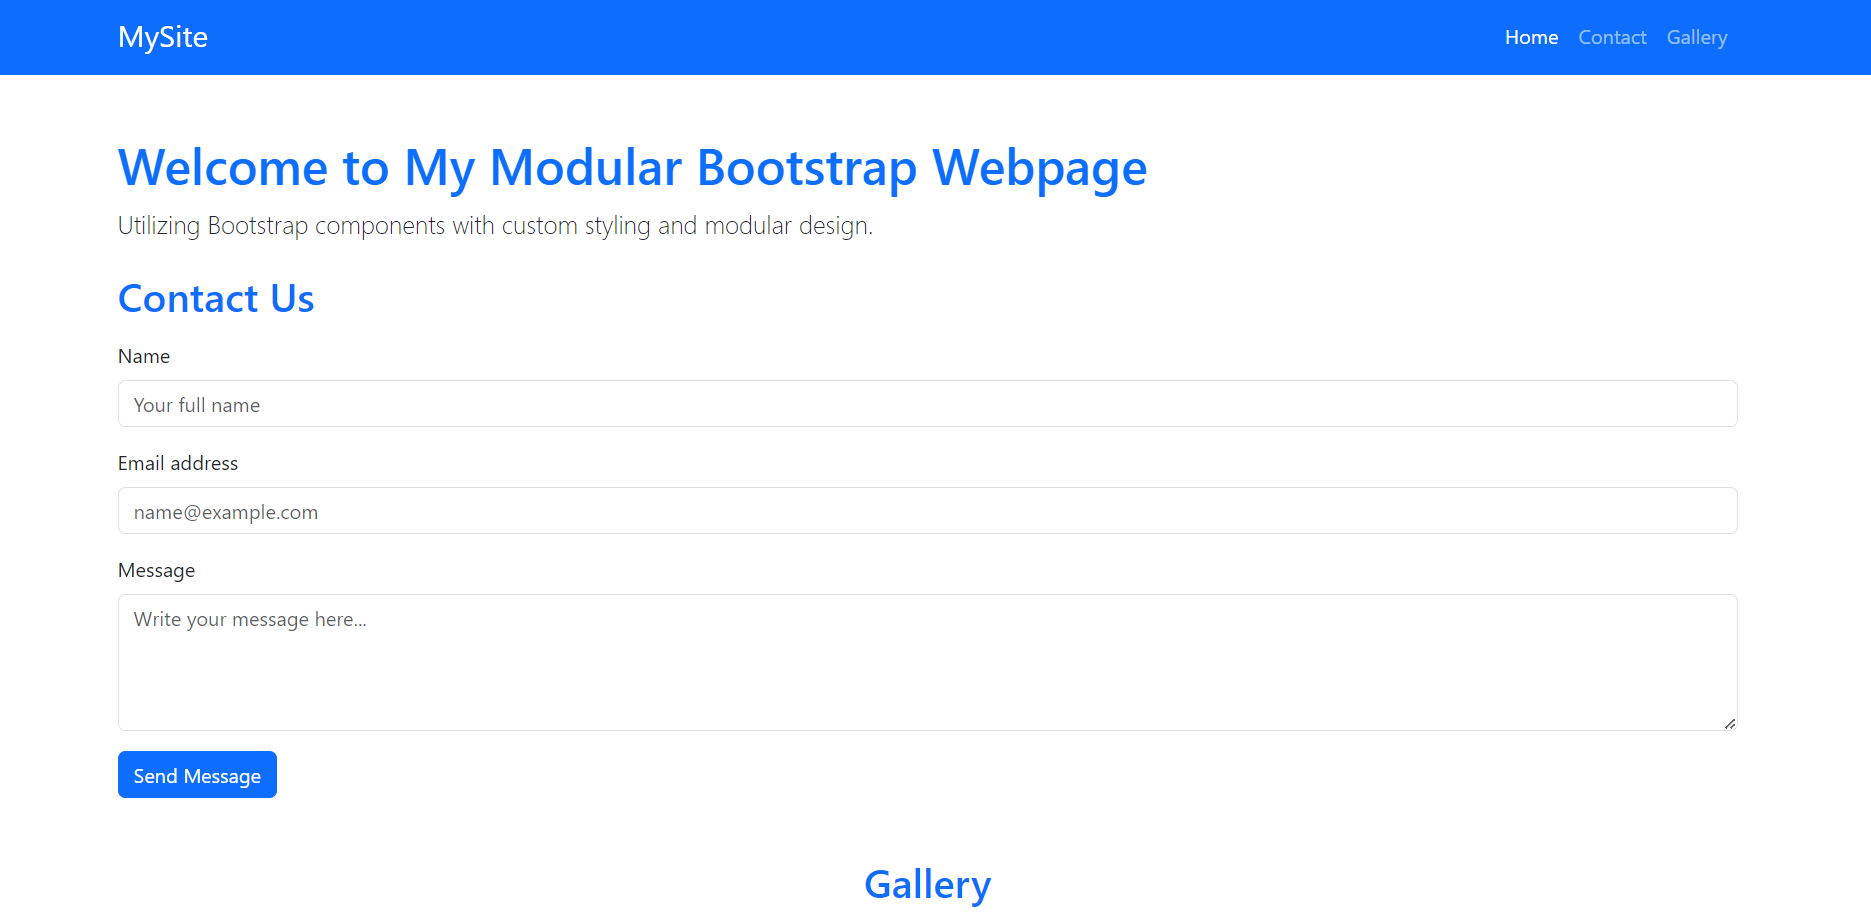 MySite
Home Contact Gallery
Welcome to My Modular Bootstrap Webpage
Utilizing Bootstrap components with custom styling and modular design.
Contact Us
Name
Your full name
Email address
name@example.com
Message
Write your message here...
Send Message
Gallery